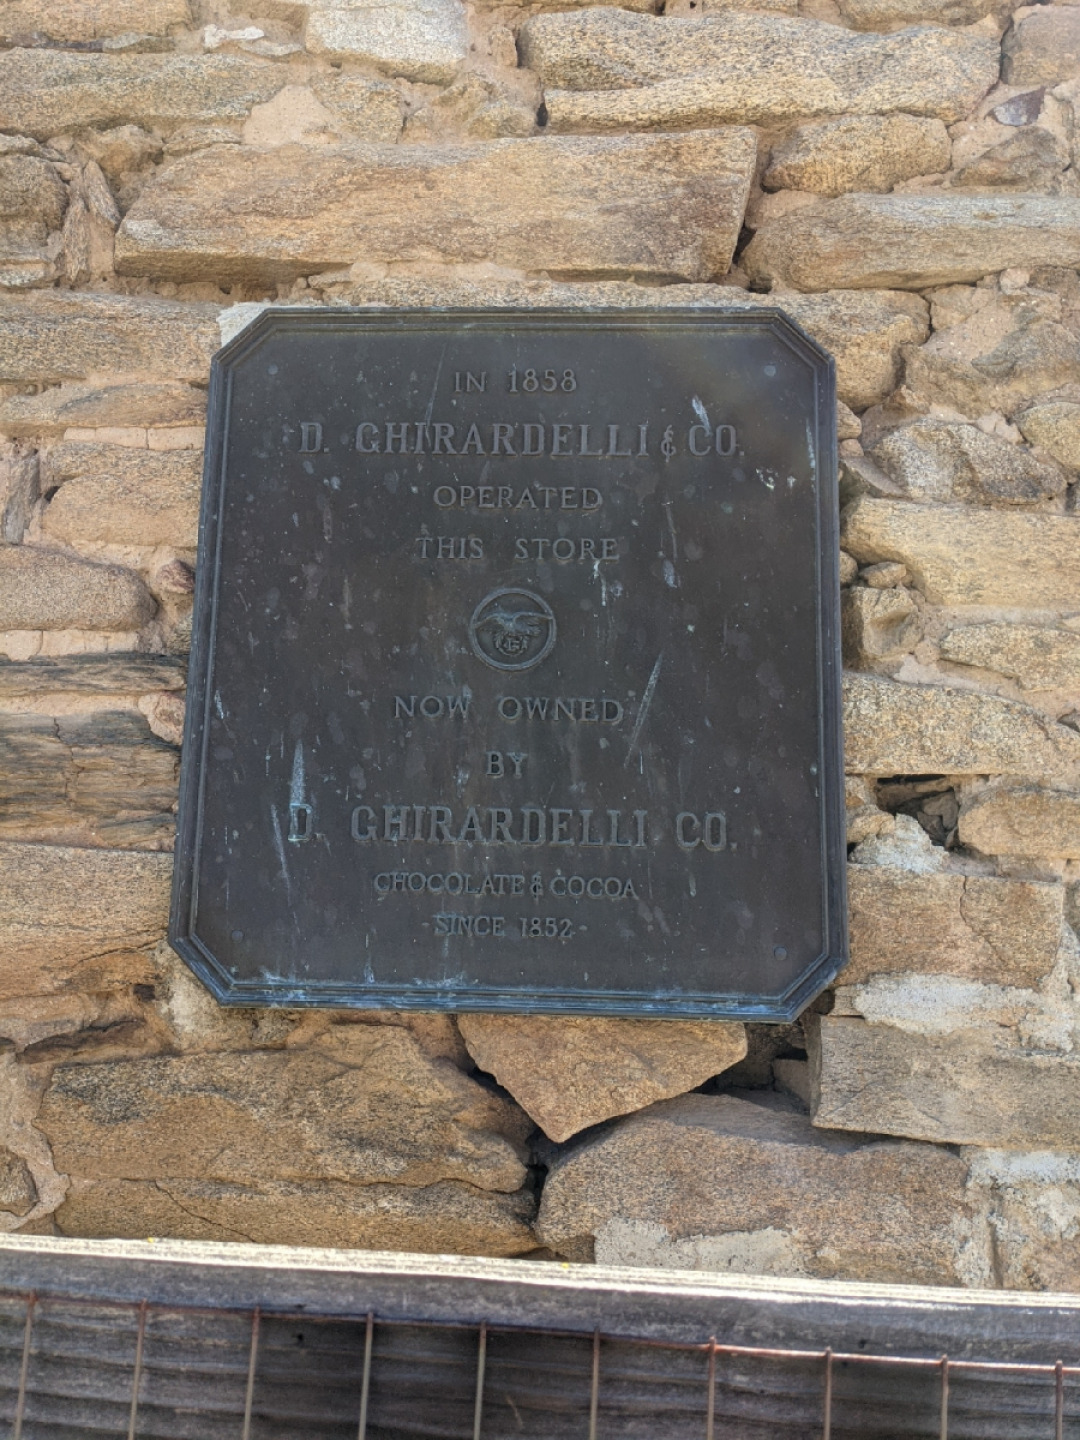 IN 1858
D. GHIRARDELLI & CO.
OPERATED
THIS STORE
NOW OWNED
BY
D GHIRARDELLI CO.
CHOCOLATE & COCOA
SINCE 1852